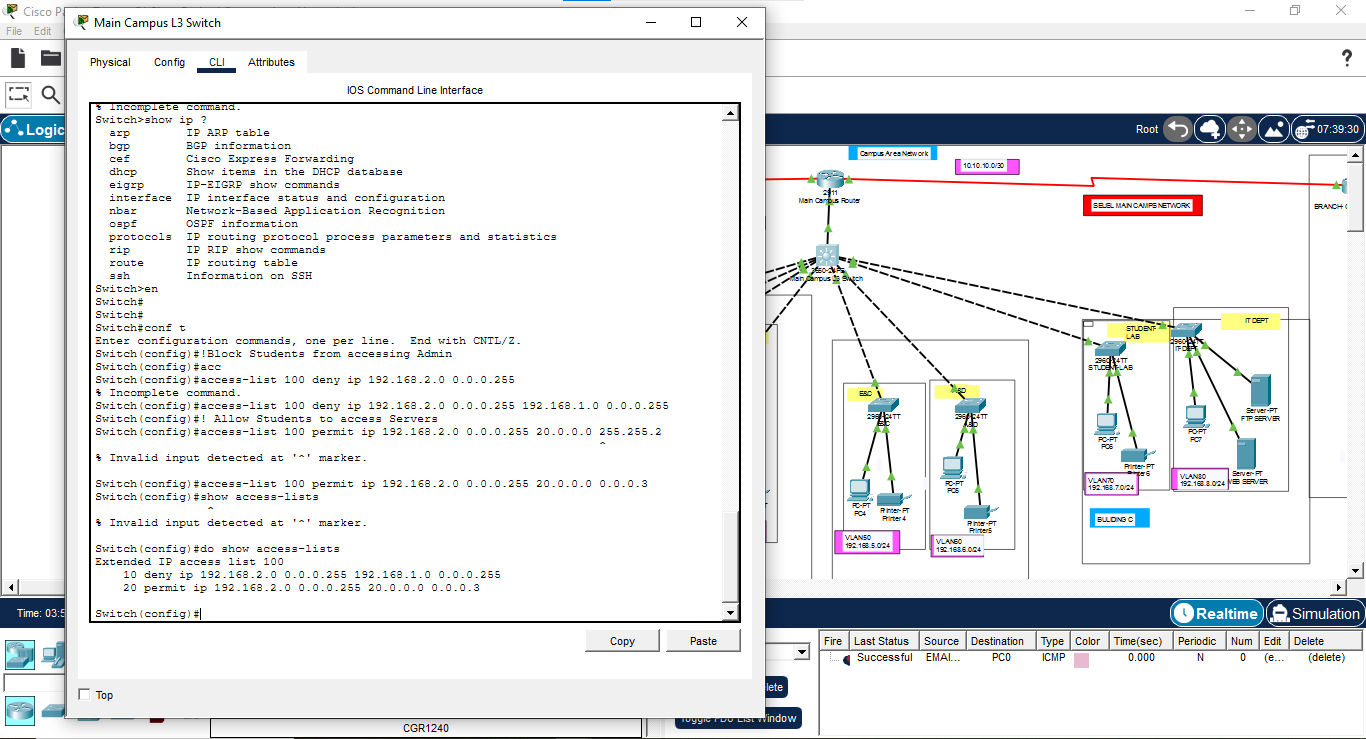 Cisco Pa
Main Campus L3 Switch
File Edit
Physical Config CLI Attributes
IOS Command Line Interface
% Incomplete command.
Switch>show ip ?
arp IP ARP table
bgp BGP information
cef Cisco Express Forwarding
dhcp Show items in the DHCP database
eigrp IP-EIGRP show commands
interface IP interface status and configuration
nbar Network-Based Application Recognition
ospf OSPF information
protocols IP routing protocol process parameters and statistics
rip IP RIP show commands
route IP routing table
ssh Information on SSH
Switch>en
Switch#
Switch#
Switch#conf t
Enter configuration commands, one per line. End with CNTL/Z.
Switch(config)#!Block Students from accessing Admin
Switch(config)#acc
Switch(config)#access-list 100 deny ip 192.168.2.0 0.0.0.255
% Incomplete command.
Switch(config)#access-list 100 deny ip 192.168.2.0 0.0.0.255 192.168.1.0 0.0.0.255
Switch(config)#! Allow Students to access Servers
Switch(config)#access-list 100 permit ip 192.168.2.0 0.0.0.255 20.0.0.0 255.255.2
^
% Invalid input detected at '^' marker.
Switch(config)#access-list 100 permit ip 192.168.2.0 0.0.0.255 20.0.0.0 0.0.0.3
Switch(config)#show access-lists
^
% Invalid input detected at '^' marker.
Switch(config)#do show access-lists
Extended IP access list 100
10 deny ip 192.168.2.0 0.0.0.255 192.168.1.0 0.0.0.255
20 permit ip 192.168.2.0 0.0.0.255 20.0.0.0 0.0.0.3
Switch(config)#
Copy Paste
Top
?
Logic
Root 07:39:30
Campus Area Network
10.10.10.0/30
2911
Main Campus Router
SELISL MAIN CAMPS NETWORK
BRANCH-
Main Campus L3 Switch
STUDENT-
LAB
IT DEPT
2960-24TT
STUDENT-LAB
2960-24TT
IT-DEPT
Server-PT
FTP SERVER
PC-PT
PC6
PC-PT
PC7
Printer-PT
Server-PT
WEB SERVER
VLAN70
192.168.7.0/24
VLAN80
192.168.8.0/24
BUILDING C
E&C
2960-24TT
E&C
2960-24TT
PC-PT
PC4
Printer-PT
Printer4
PC-PT
PC5
Printer-PT
Printer5
VLAN50
192.168.5.0/24
VLAN60
192.168.6.0/24
Time: 03:5
Realtime Simulation
Fire Last Status Source Destination Type Color Time(sec) Periodic Num Edit Delete
Successful EMAI... PC0 ICMP 0.000 N 0 (e... (delete)
lete
Toggle PDU List Window
CGR1240